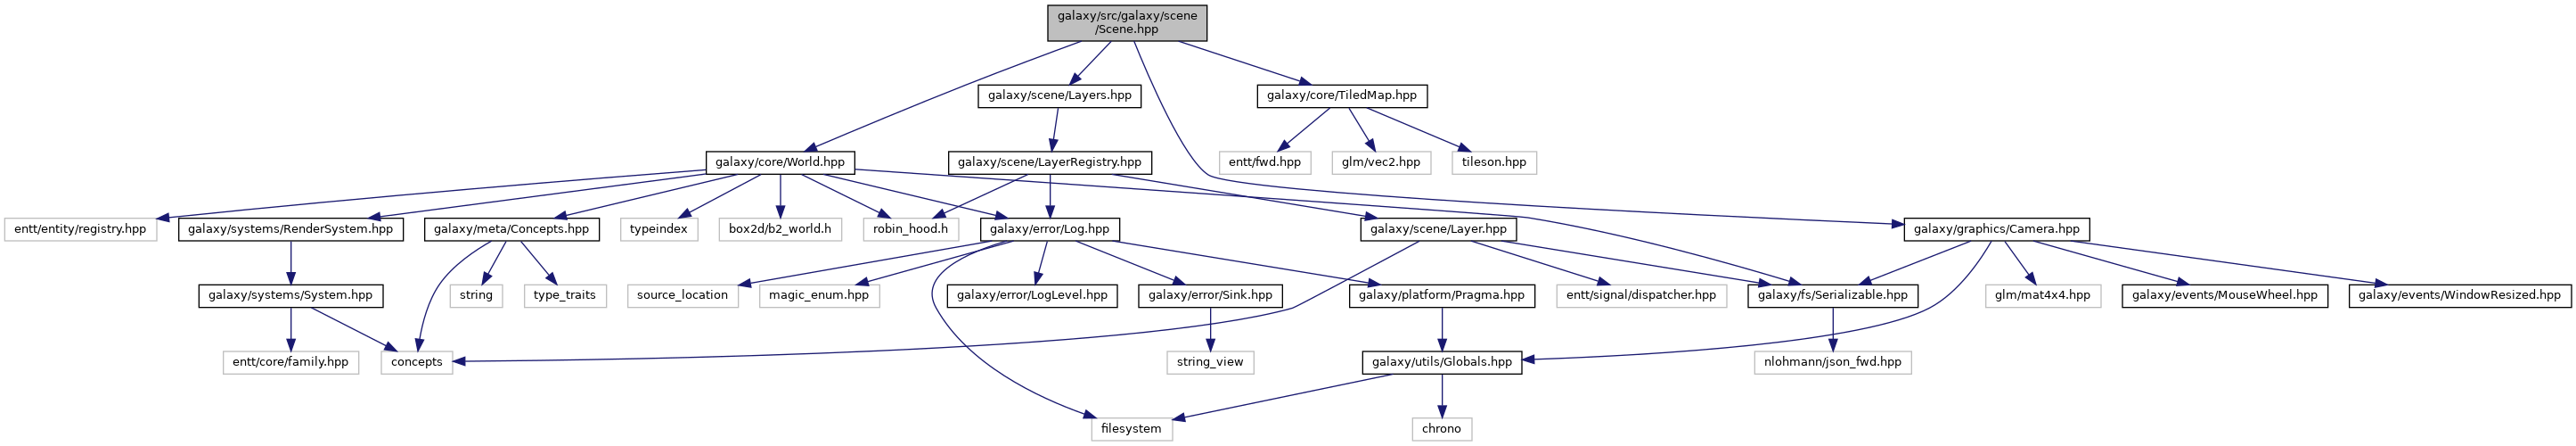 galaxy/src/galaxy/scene
/Scene.hpp
galaxy/scene/Layers.hpp
galaxy/core/TiledMap.hpp
galaxy/core/World.hpp
galaxy/scene/LayerRegistry.hpp
entt/fwd.hpp
glm/vec2.hpp
tileson.hpp
entt/entity/registry.hpp
galaxy/systems/RenderSystem.hpp
galaxy/meta/Concepts.hpp
typeindex
box2d/b2_world.h
robin_hood.h
galaxy/error/Log.hpp
galaxy/scene/Layer.hpp
galaxy/graphics/Camera.hpp
galaxy/systems/System.hpp
string
type_traits
source_location
magic_enum.hpp
galaxy/error/LogLevel.hpp
galaxy/error/Sink.hpp
galaxy/platform/Pragma.hpp
entt/signal/dispatcher.hpp
galaxy/fs/Serializable.hpp
glm/mat4x4.hpp
galaxy/events/MouseWheel.hpp
galaxy/events/WindowResized.hpp
entt/core/family.hpp
concepts
string_view
galaxy/utils/Globals.hpp
nlohmann/json_fwd.hpp
filesystem
chrono